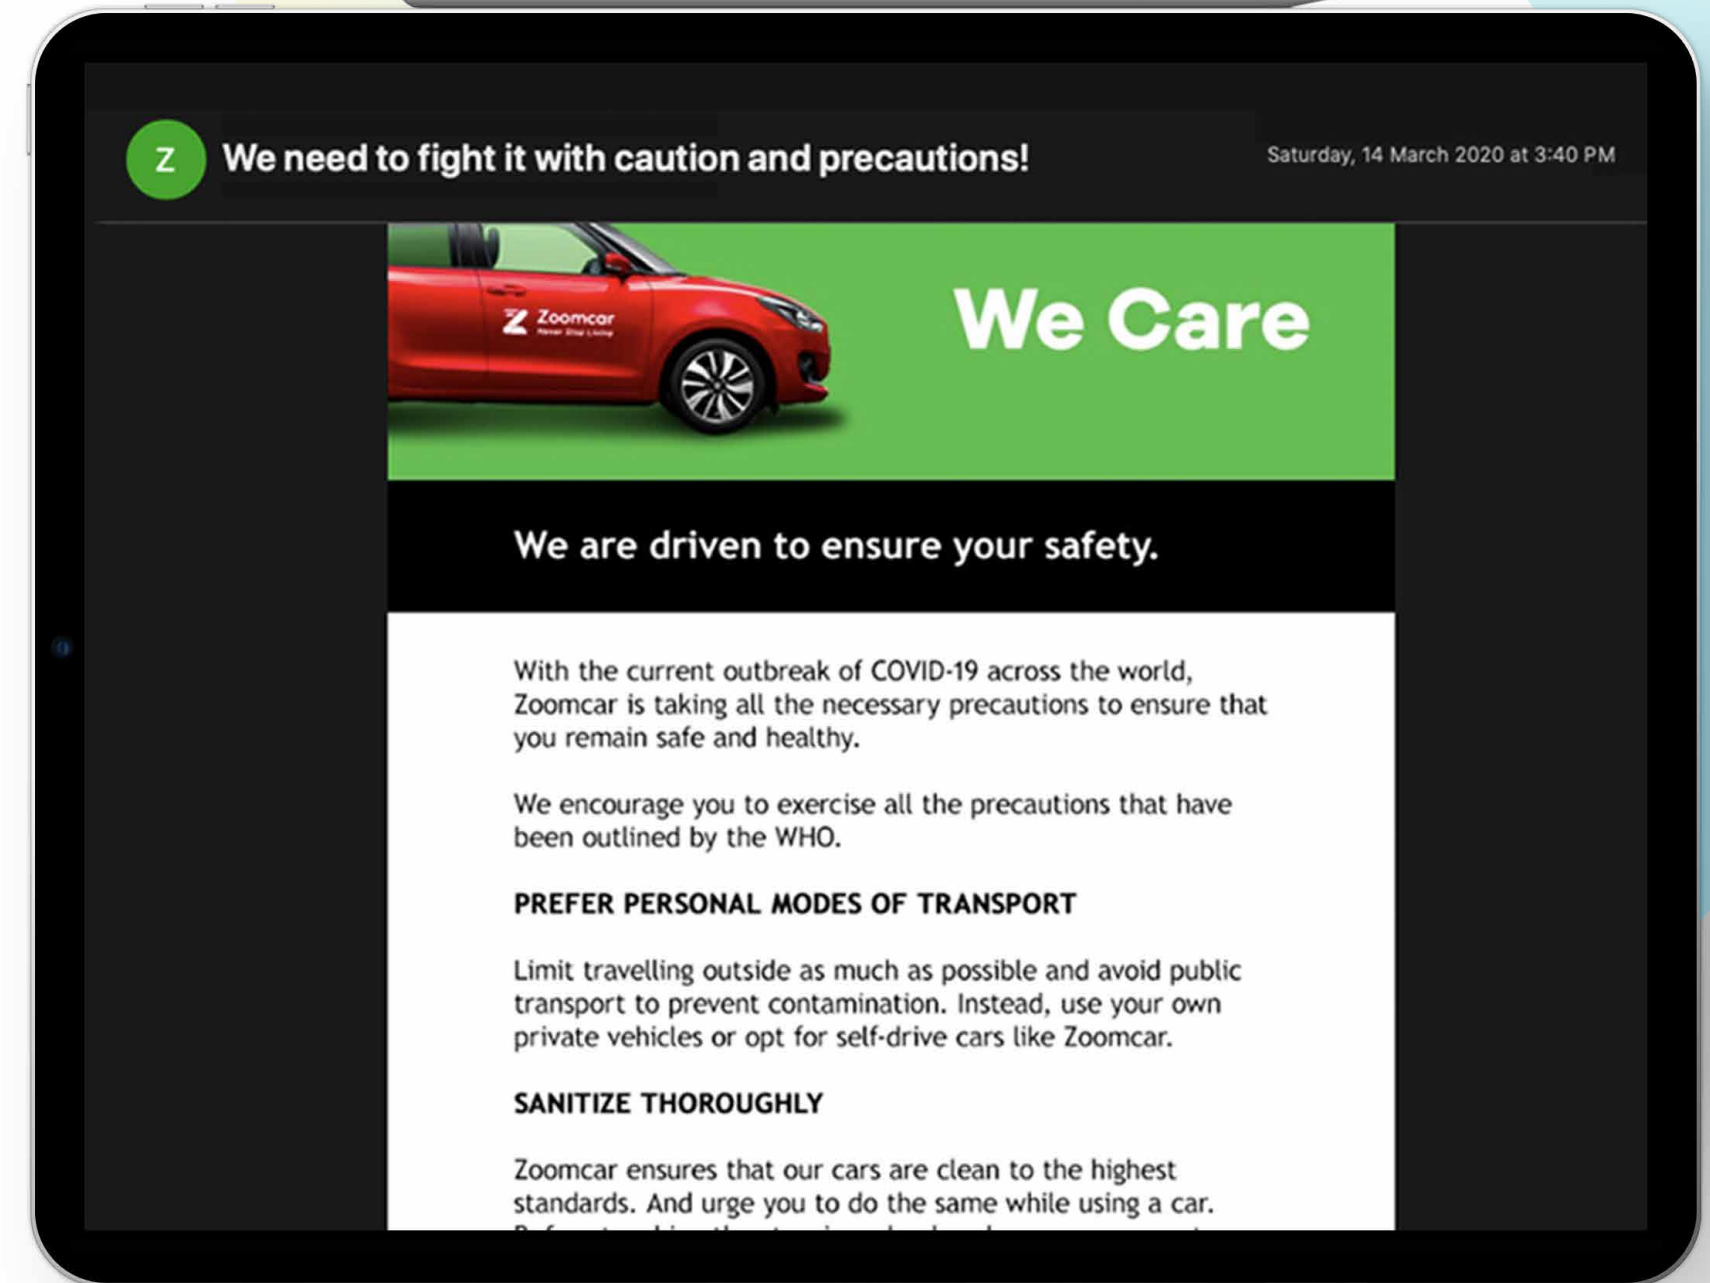 Z
We need to fight it with caution and precautions!
Saturday, 14 March 2020 at 3:40 PM
Zoomcar
Never Stop Living
We Care
We are driven to ensure your safety.
With the current outbreak of COVID-19 across the world,
Zoomcar is taking all the necessary precautions to ensure that
you remain safe and healthy.
We encourage you to exercise all the precautions that have
been outlined by the WHO.
PREFER PERSONAL MODES OF TRANSPORT
Limit travelling outside as much as possible and avoid public
transport to prevent contamination. Instead, use your own
private vehicles or opt for self-drive cars like Zoomcar.
SANITIZE THOROUGHLY
Zoomcar ensures that our cars are clean to the highest
standards. And urge you to do the same while using a car.